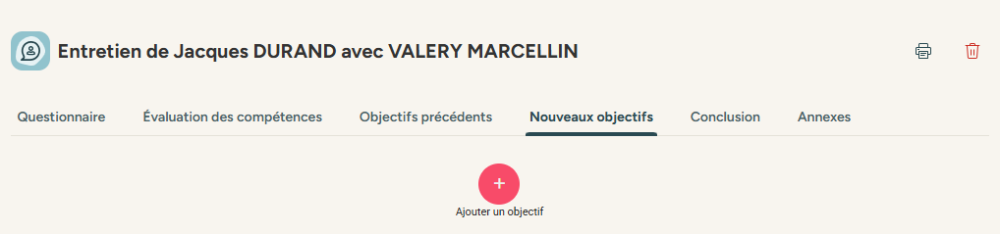 Entretien de Jacques DURAND avec VALERY MARCELLIN
Questionnaire Évaluation des compétences Objectifs précédents Nouveaux objectifs Conclusion Annexes
+
Ajouter un objectif